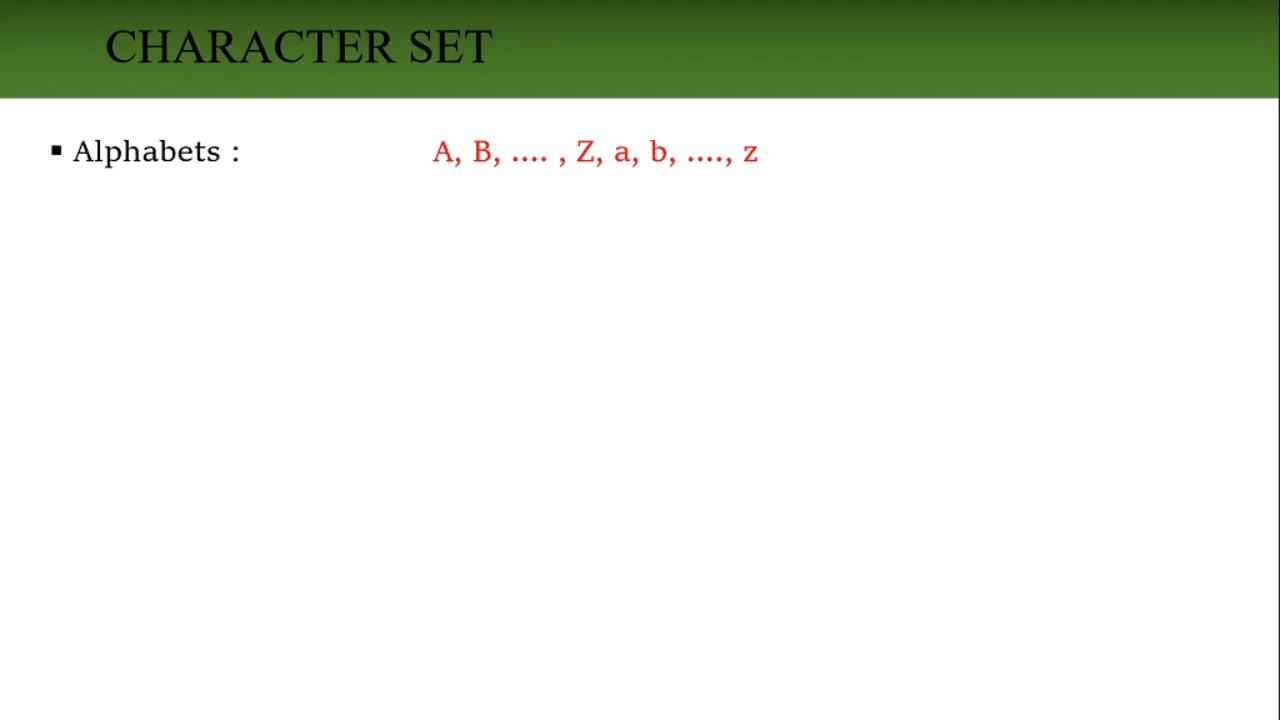 CHARACTER SET
▪ Alphabets : A, B, .... , Z, a, b, ...., z